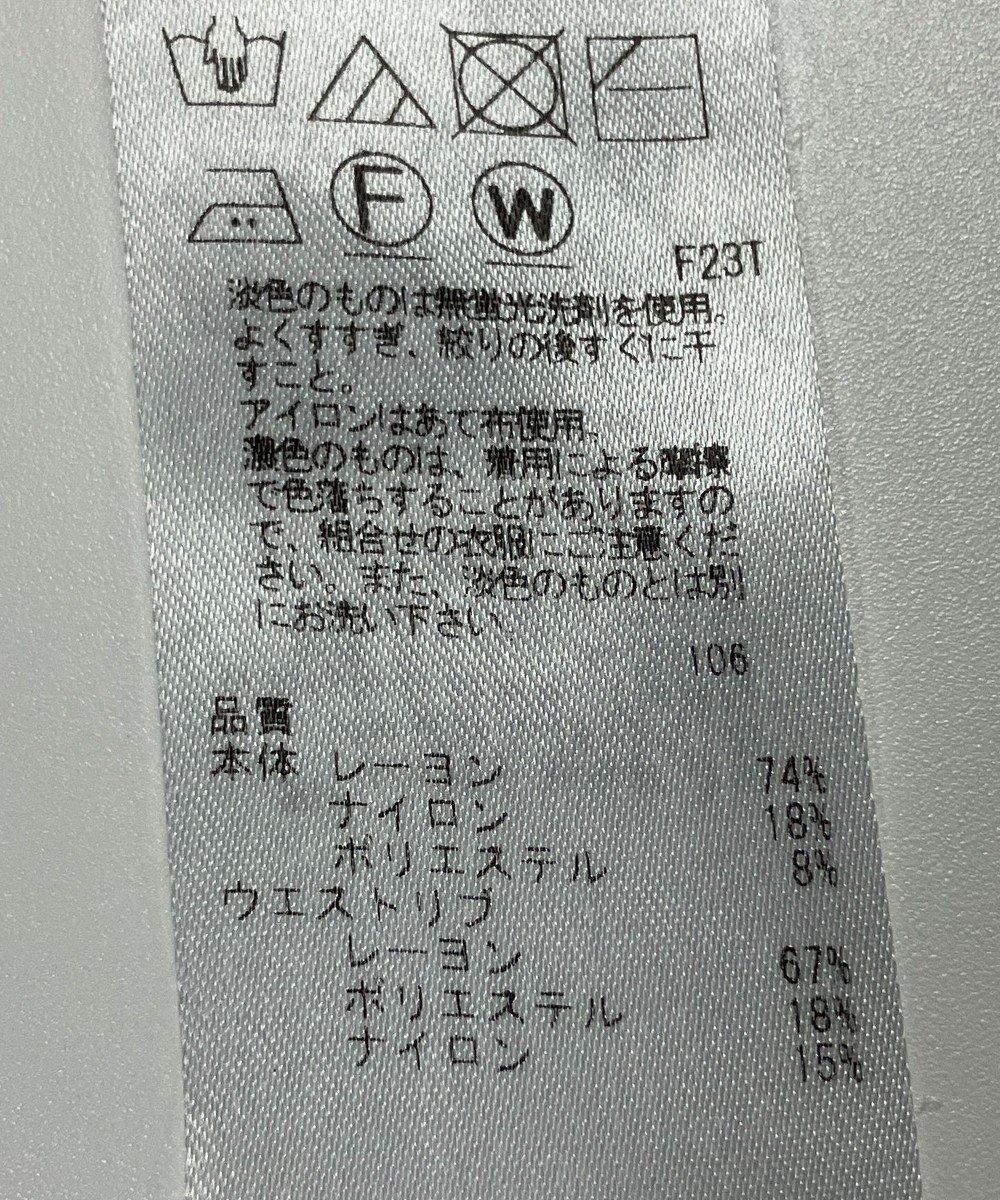 F W
F23T
淡色のものは無蛍光洗剤を使用。
よくすすぎ、絞りの後すぐに干
すこと。
アイロンはあて布使用。
濃色のものは、着用による摩擦
で色落ちすることがありますの
で、組合せの衣服にご注意くだ
さい。また、淡色のものとは別
にお洗い下さい。
106
品質
本体 レーヨン 74%
ナイロン 18%
ポリエステル 8%
ウエストリブ
レーヨン 67%
ポリエステル 18%
ナイロン 15%